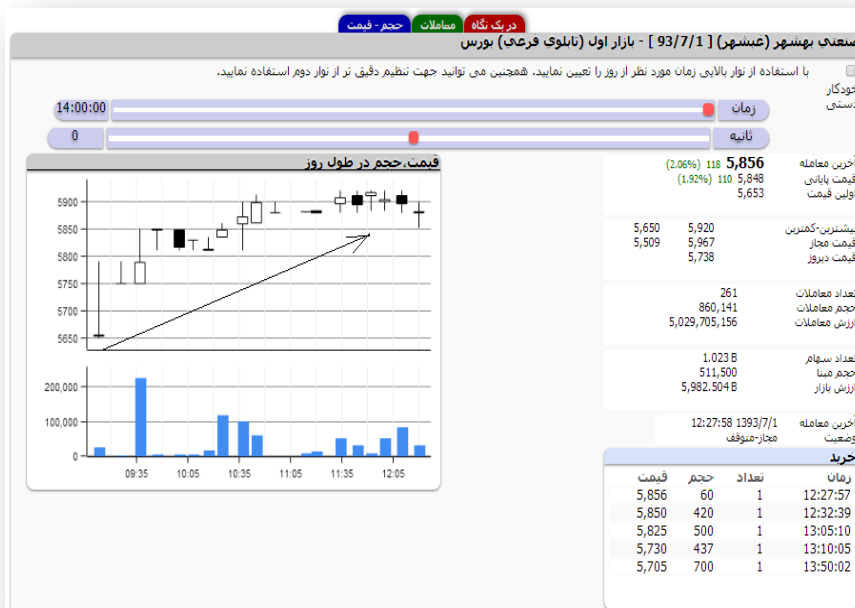 در یک نگاه
معاملات
حجم - قیمت
صنعتي بهشهر (غبشهر) [ 93/7/1 ] - بازار اول (تابلوي فرعي) بورس
با استفاده از نوار بالایی زمان مورد نظر از روز را تعیین نمایید. همچنین می توانید جهت تنظیم دقیق تر از نوار دوم استفاده نمایید.
خودکار
دستی
زمان 14:00:00
ثانیه 0
قیمت،حجم در طول روز
5900
5850
5800
5750
5700
5650
200,000
100,000
0
09:35 10:05 10:35 11:05 11:35 12:05
آخرین معامله 5,856 118 (2.06%)
قیمت پایانی 5,848 110 (1.92%)
اولین قیمت 5,653
بیشترین-کمترین 5,920 5,650
قیمت مجاز 5,967 5,509
قیمت دیروز 5,738
تعداد معاملات 261
حجم معاملات 860,141
ارزش معاملات 5,029,705,156
تعداد سهام 1.023 B
حجم مبنا 511,500
ارزش بازار 5,982.504 B
آخرین معامله 1393/7/1 12:27:58
وضعیت مجاز-متوقف
خرید
زمان تعداد حجم قیمت
12:27:57 1 60 5,856
12:32:39 1 420 5,850
13:05:10 1 500 5,825
13:10:05 1 437 5,730
13:50:02 1 700 5,705